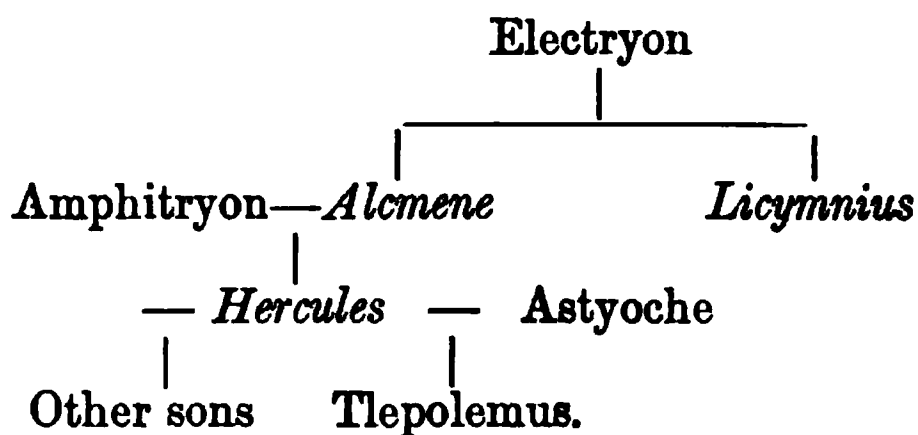 Electryon
Amphitryon—Alcmene Licymnius
— Hercules — Astyoche
Other sons Tlepolemus.